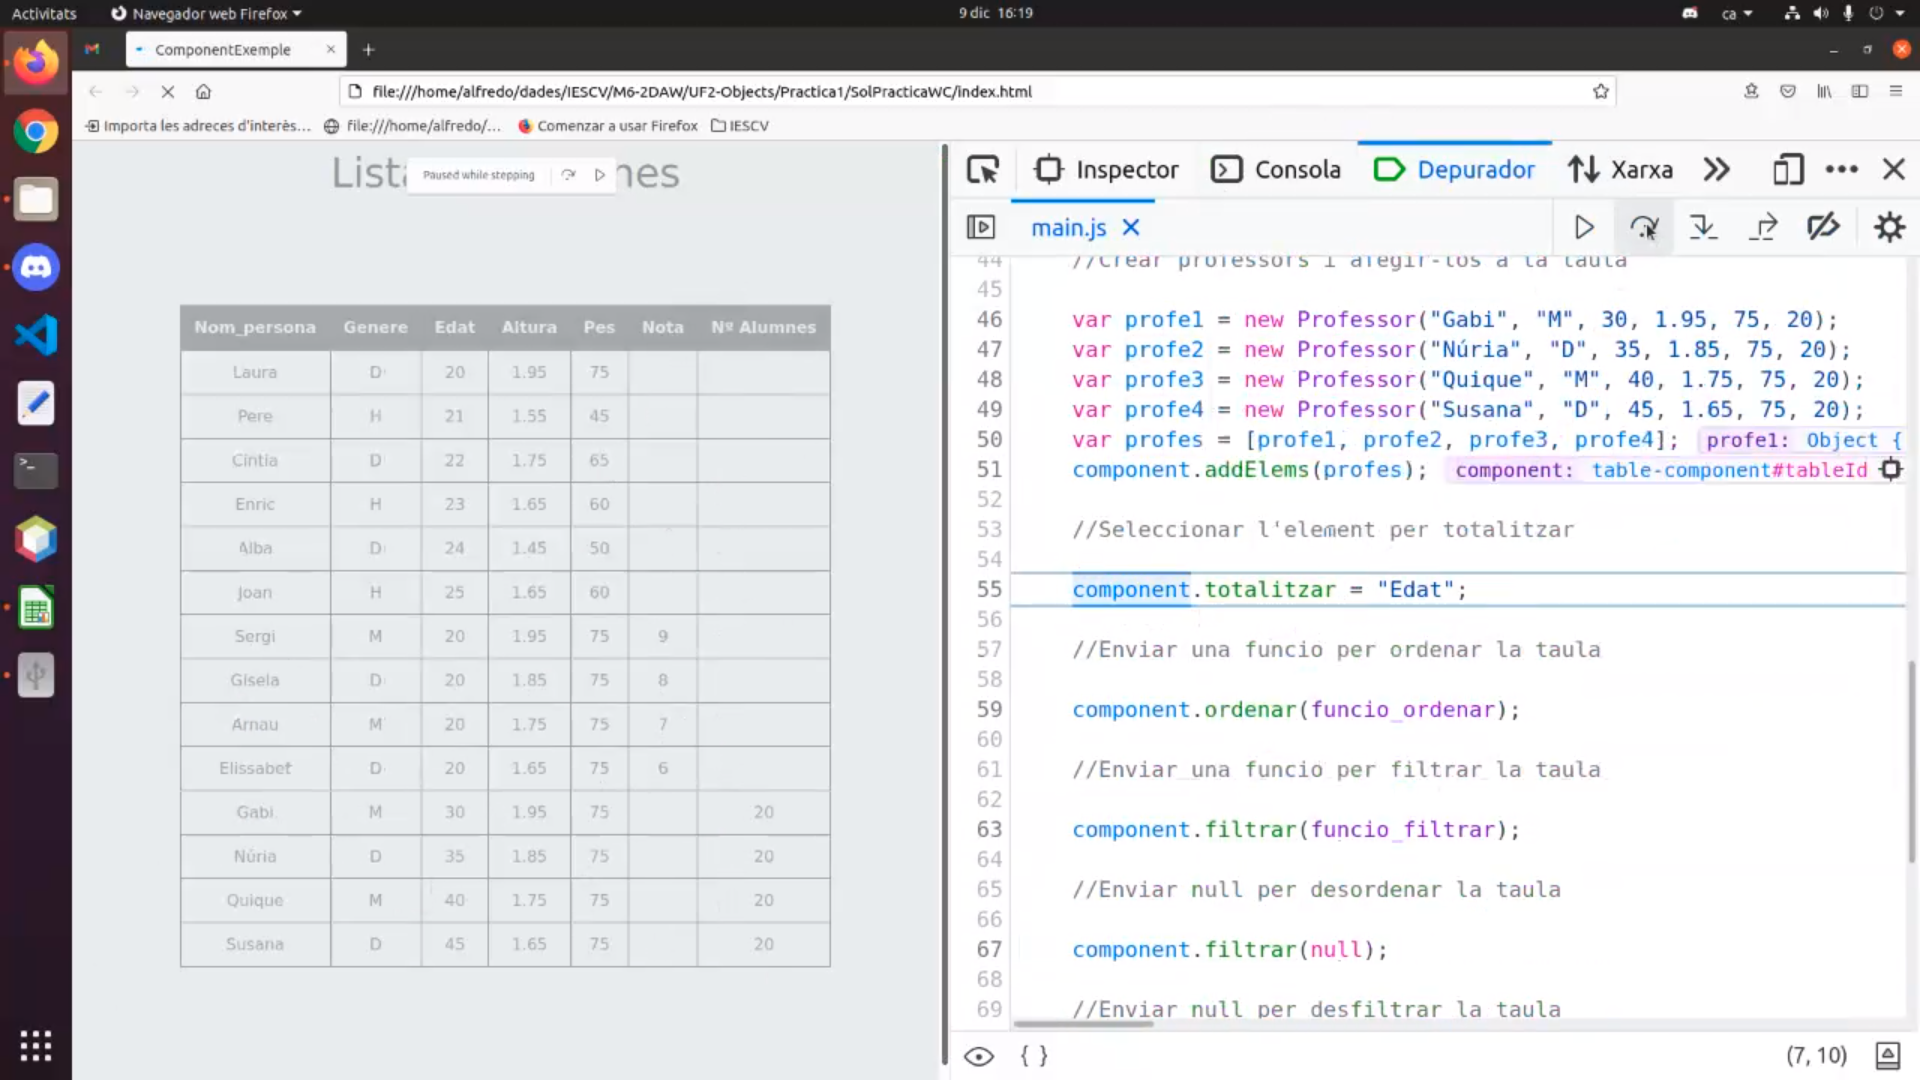 Activitats
Navegador web Firefox
9 dic 16:19
ca
ComponentExemple
file:///home/alfredo/dades/IESCV/M6-2DAW/UF2-Objects/Practica1/SolPracticaWC/index.html
Importa les adreces d'interès...
file:///home/alfredo/...
Comenzar a usar Firefox
IESCV
Paused while stepping
Inspector
Consola
Depurador
Xarxa
main.js
Nom_persona Genere Edat Altura Pes Nota Nº Alumnes
Laura D 20 1.95 75
Pere H 21 1.55 45
Cintia D 22 1.75 65
Enric H 23 1.65 60
Alba D 24 1.45 50
Joan H 25 1.65 60
Sergi M 20 1.95 75 9
Gisela D 20 1.85 75 8
Arnau M 20 1.75 75 7
Elissabet D 20 1.65 75 6
Gabi M 30 1.95 75 20
Núria D 35 1.85 75 20
Quique M 40 1.75 75 20
Susana D 45 1.65 75 20
44 //Crear professors i afegir-los a la taula
45
46 var profe1 = new Professor("Gabi", "M", 30, 1.95, 75, 20);
47 var profe2 = new Professor("Núria", "D", 35, 1.85, 75, 20);
48 var profe3 = new Professor("Quique", "M", 40, 1.75, 75, 20);
49 var profe4 = new Professor("Susana", "D", 45, 1.65, 75, 20);
50 var profes = [profe1, profe2, profe3, profe4]; profe1: Object {
51 component.addElems(profes); component: table-component#tableId
52
53 //Seleccionar l'element per totalitzar
54
55 component.totalitzar = "Edat";
56
57 //Enviar una funcio per ordenar la taula
58
59 component.ordenar(funcio_ordenar);
60
61 //Enviar una funcio per filtrar la taula
62
63 component.filtrar(funcio_filtrar);
64
65 //Enviar null per desordenar la taula
66
67 component.filtrar(null);
68
69 //Enviar null per desfiltrar la taula
{ }
(7, 10)